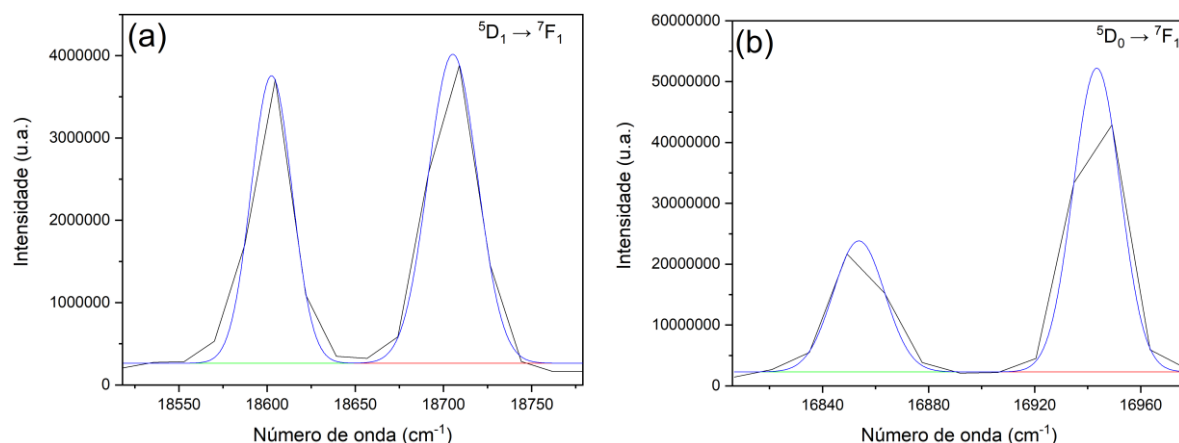 (a)
⁵D₁ → ⁷F₁
Intensidade (u.a.)
4000000
3000000
2000000
1000000
0
18550 18600 18650 18700 18750
Número de onda (cm⁻¹)
(b)
⁵D₀ → ⁷F₁
Intensidade (u.a.)
60000000
50000000
40000000
30000000
20000000
10000000
0
16840 16880 16920 16960
Número de onda (cm⁻¹)